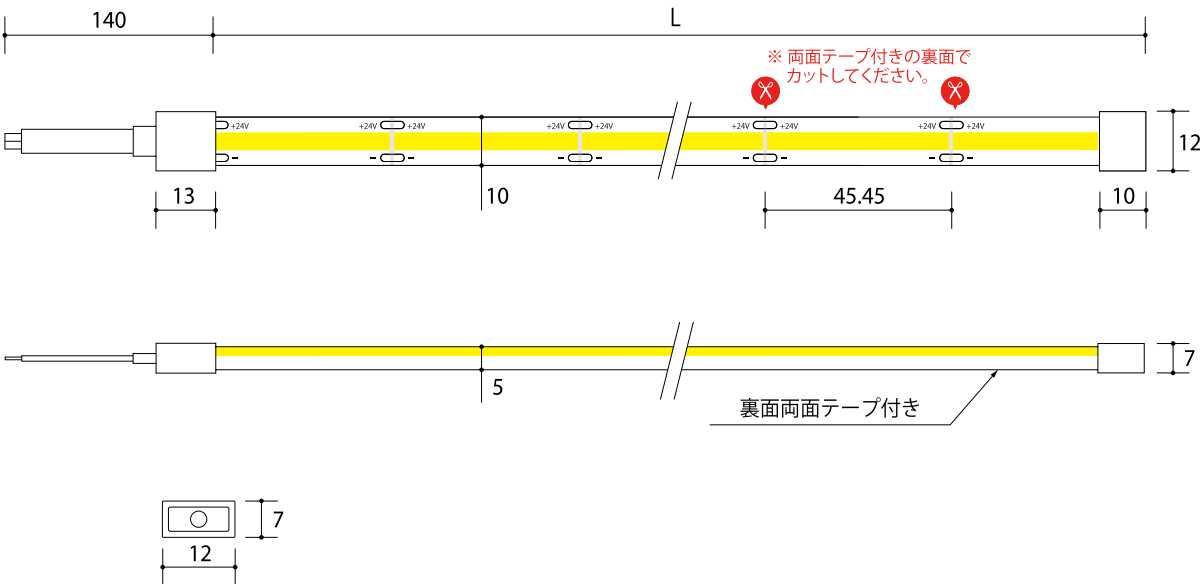 140
L
※ 両面テープ付きの裏面で
カットしてください。
+24V +24V +24V +24V +24V +24V +24V +24V +24V
- - - - - - - - -
12
13
10
45.45
10
5
7
裏面両面テープ付き
7
12